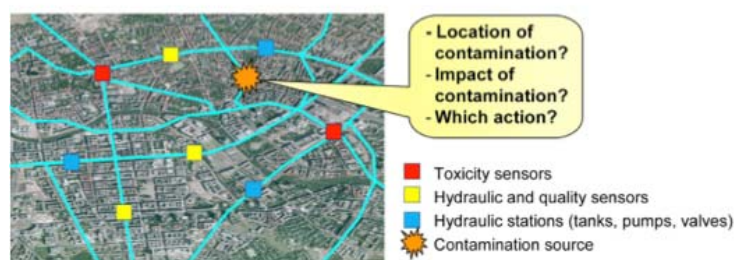 - Location of
contamination?
- Impact of
contamination?
- Which action?
Toxicity sensors
Hydraulic and quality sensors
Hydraulic stations (tanks, pumps, valves)
Contamination source